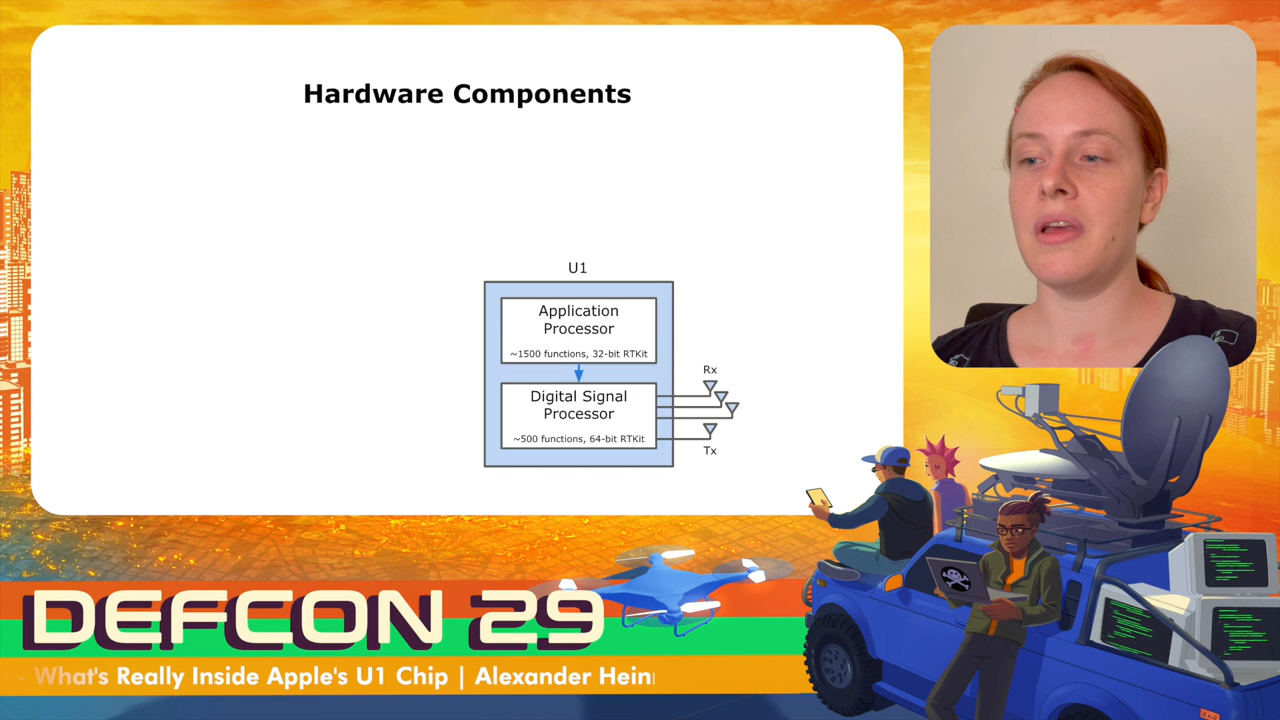 Hardware Components
U1
Application
Processor
~1500 functions, 32-bit RTKit
Digital Signal
Processor
~500 functions, 64-bit RTKit
Rx
Tx
DEFCON 29
What's Really Inside Apple's U1 Chip | Alexander Hein